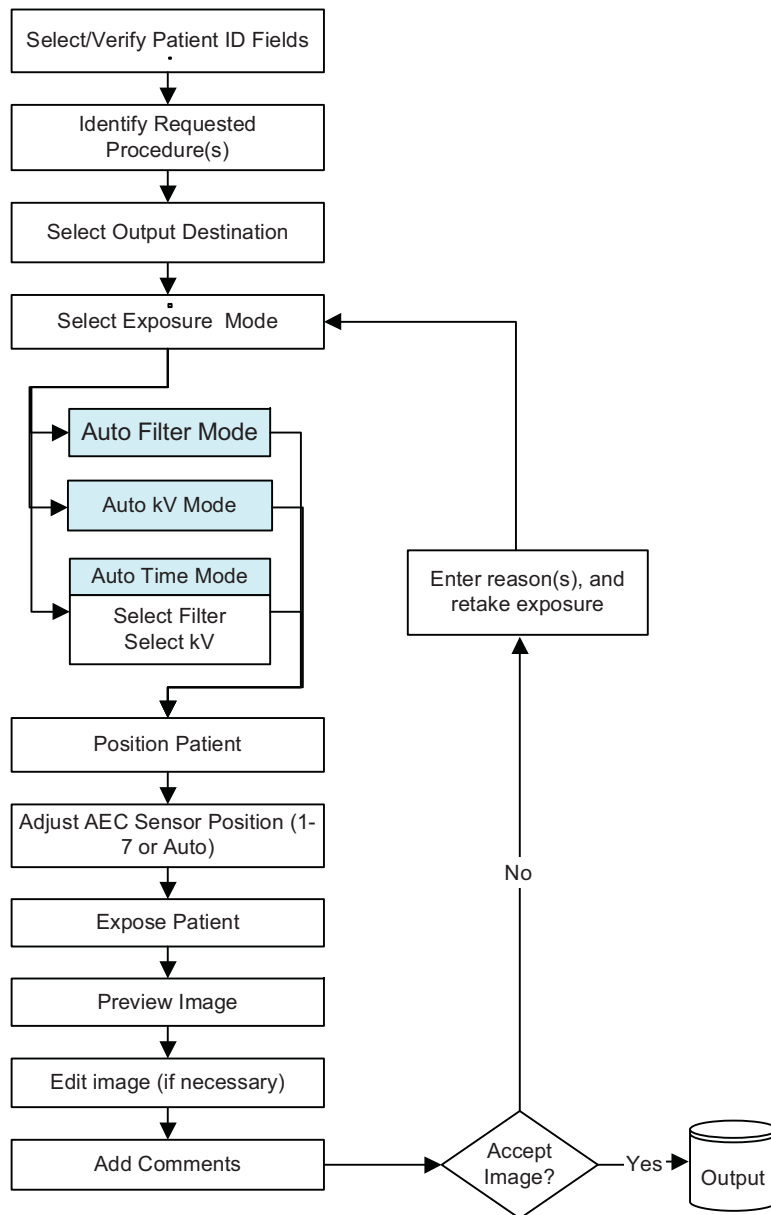 Select/Verify Patient ID Fields
Identify Requested
Procedure(s)
Select Output Destination
Select Exposure Mode
Auto Filter Mode
Auto kV Mode
Auto Time Mode
Select Filter
Select kV
Enter reason(s), and
retake exposure
Position Patient
Adjust AEC Sensor Position (1-
7 or Auto)
No
Expose Patient
Preview Image
Edit image (if necessary)
Add Comments
Accept
Image?
Yes
Output